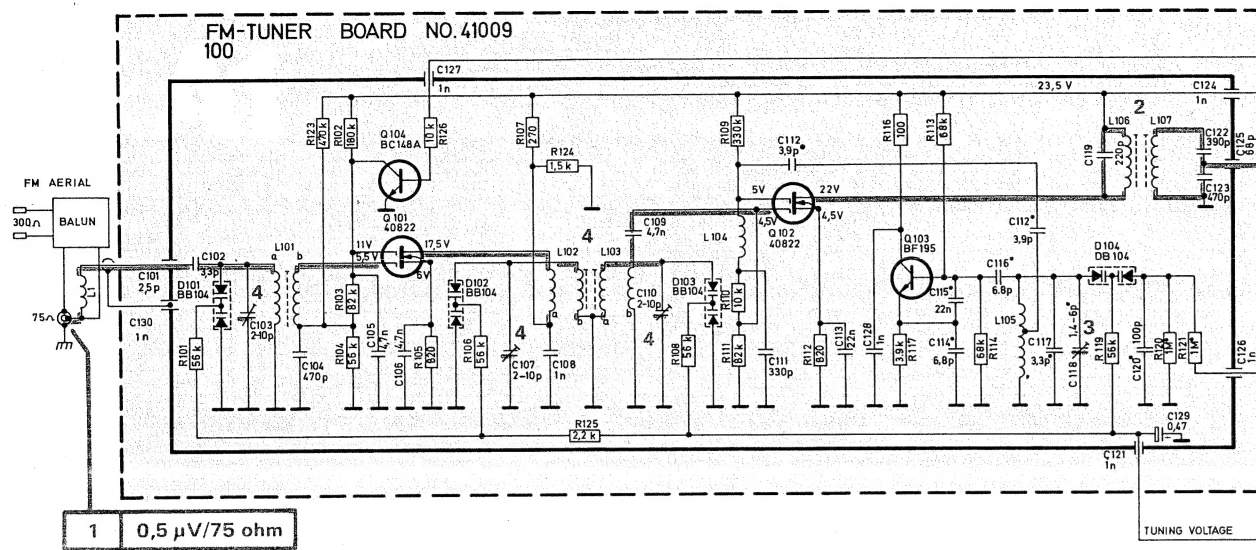 FM-TUNER BOARD NO. 41009
100
C127
1n
23,5 V
C124
1n
R123
470k
R102
180k
Q104
BC148A
10k
R126
R107
270
R124
1,5k
R109
330k
C112
3,9p*
R116
100
R113
68k
2
L106
L107
C119
220p
C122
390p
C125
68p
C123
470p
FM AERIAL
300Ω
BALUN
Q101
40822
11V
5,5V
17,5V
6V
5V
22V
4,5V
4,5V
Q102
40822
C109
4,7n
4
L102
L103
L104
Q103
BF195
C112*
3,9p
D104
DB104
C101
2,5p
C102
3,3p
D101
BB104
4
C103
2-10p
L101
a
b
L1
75Ω
C130
1n
R101
56k
C104
470p
R103
82k
R104
56k
C105
4,7n
C106
4,7n
R105
820
D102
BB104
R106
56k
4
C107
2-10p
C108
1n
a
b
a
b
a
b
C110
2-10p
4
D103
BB104
R108
56k
R110
10k
R111
82k
C111
330p
R112
820
C113
22n
C128
1n
3,9k
R117
C115*
22n
C114*
6,8p
68k
R114
C116*
6.8p
L105
C117
3,3p*
C118
1,4-6p*
3
R119
56k
C120*
100p
R120
1M*
R121
1M*
C126
1n
R125
2,2k
C129
0,47
C121
1n
TUNING VOLTAGE
1 0,5 µV/75 ohm